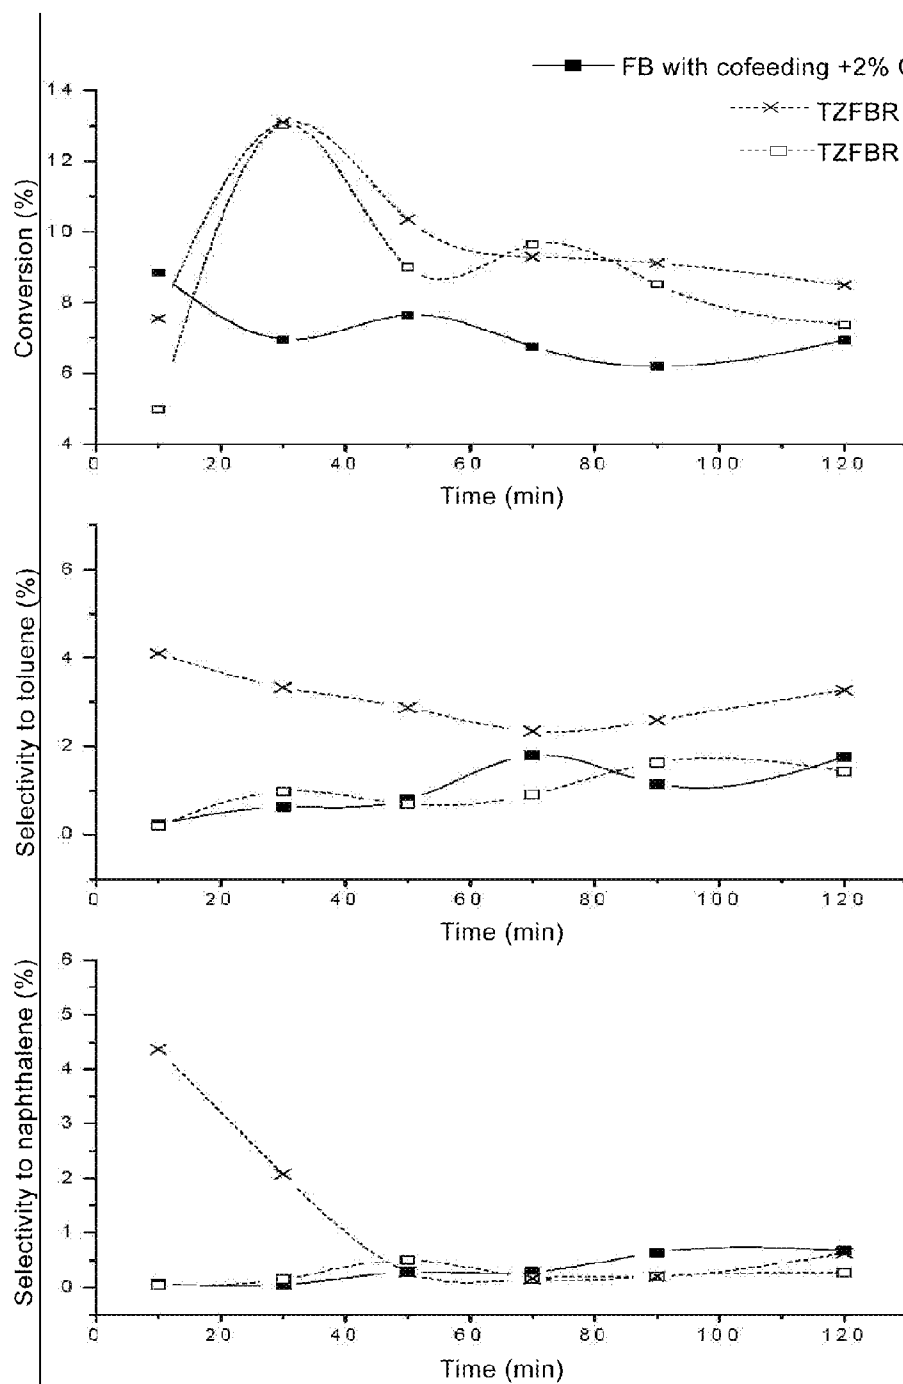 FB with cofeeding +2%
TZFBR
TZFBR
14
12
10
8
6
4
0 20 40 60 80 100 120
Conversion (%)
Time (min)
6
4
2
0
0 20 40 60 80 100 120
Selectivity to toluene (%)
Time (min)
6
5
4
3
2
1
0
0 20 40 60 80 100 120
Selectivity to naphthalene (%)
Time (min)